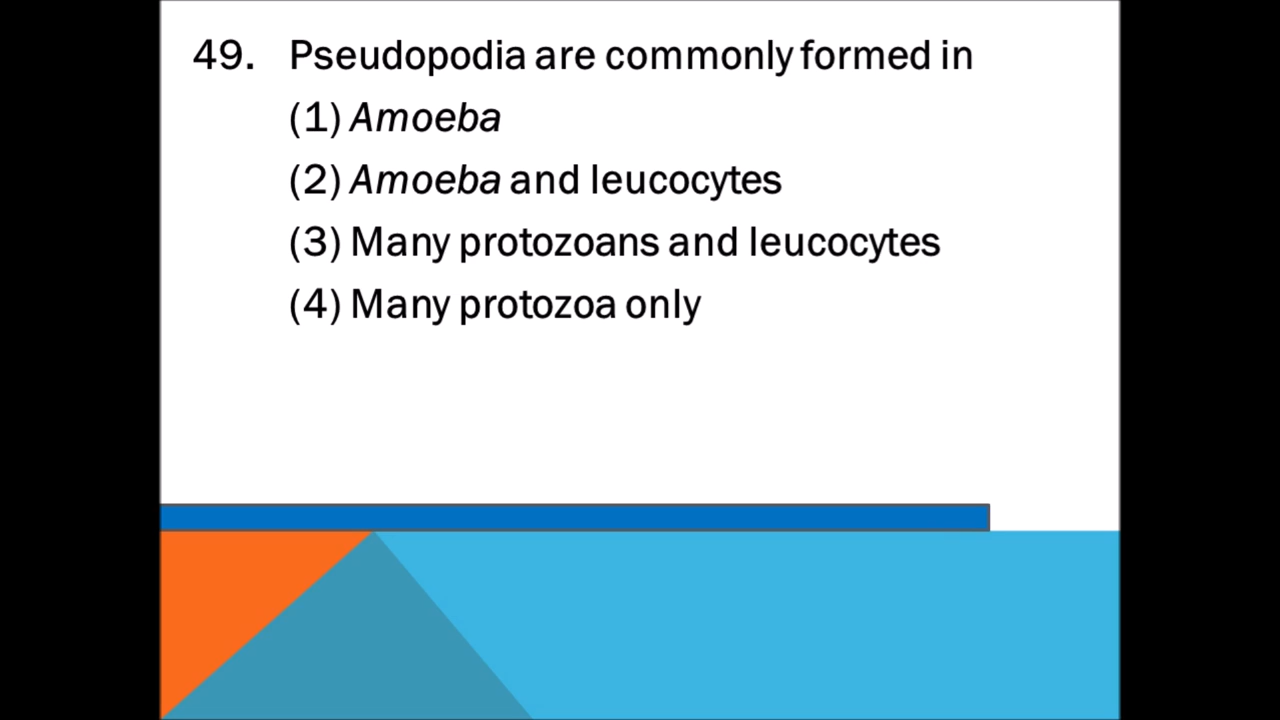 49. Pseudopodia are commonly formed in
(1) Amoeba
(2) Amoeba and leucocytes
(3) Many protozoans and leucocytes
(4) Many protozoa only